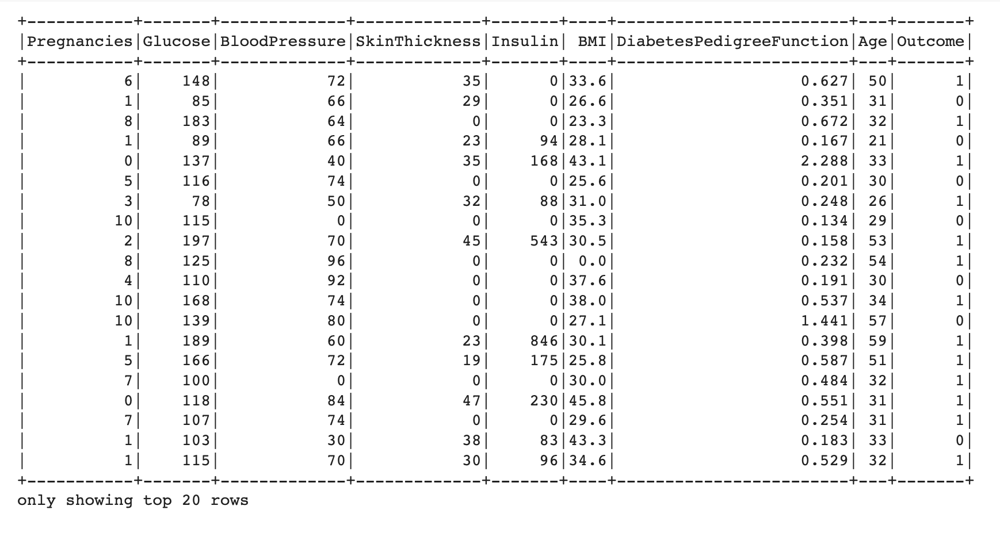 +-----------+-------+-------------+-------------+-------+----+------------------------+---+-------+
|Pregnancies|Glucose|BloodPressure|SkinThickness|Insulin| BMI|DiabetesPedigreeFunction|Age|Outcome|
+-----------+-------+-------------+-------------+-------+----+------------------------+---+-------+
|          6|    148|           72|           35|      0|33.6|                   0.627| 50|      1|
|          1|     85|           66|           29|      0|26.6|                   0.351| 31|      0|
|          8|    183|           64|            0|      0|23.3|                   0.672| 32|      1|
|          1|     89|           66|           23|     94|28.1|                   0.167| 21|      0|
|          0|    137|           40|           35|    168|43.1|                   2.288| 33|      1|
|          5|    116|           74|            0|      0|25.6|                   0.201| 30|      0|
|          3|     78|           50|           32|     88|31.0|                   0.248| 26|      1|
|         10|    115|            0|            0|      0|35.3|                   0.134| 29|      0|
|          2|    197|           70|           45|    543|30.5|                   0.158| 53|      1|
|          8|    125|           96|            0|      0| 0.0|                   0.232| 54|      1|
|          4|    110|           92|            0|      0|37.6|                   0.191| 30|      0|
|         10|    168|           74|            0|      0|38.0|                   0.537| 34|      1|
|         10|    139|           80|            0|      0|27.1|                   1.441| 57|      0|
|          1|    189|           60|           23|    846|30.1|                   0.398| 59|      1|
|          5|    166|           72|           19|    175|25.8|                   0.587| 51|      1|
|          7|    100|            0|            0|      0|30.0|                   0.484| 32|      1|
|          0|    118|           84|           47|    230|45.8|                   0.551| 31|      1|
|          7|    107|           74|            0|      0|29.6|                   0.254| 31|      1|
|          1|    103|           30|           38|     83|43.3|                   0.183| 33|      0|
|          1|    115|           70|           30|     96|34.6|                   0.529| 32|      1|
+-----------+-------+-------------+-------------+-------+----+------------------------+---+-------+
only showing top 20 rows